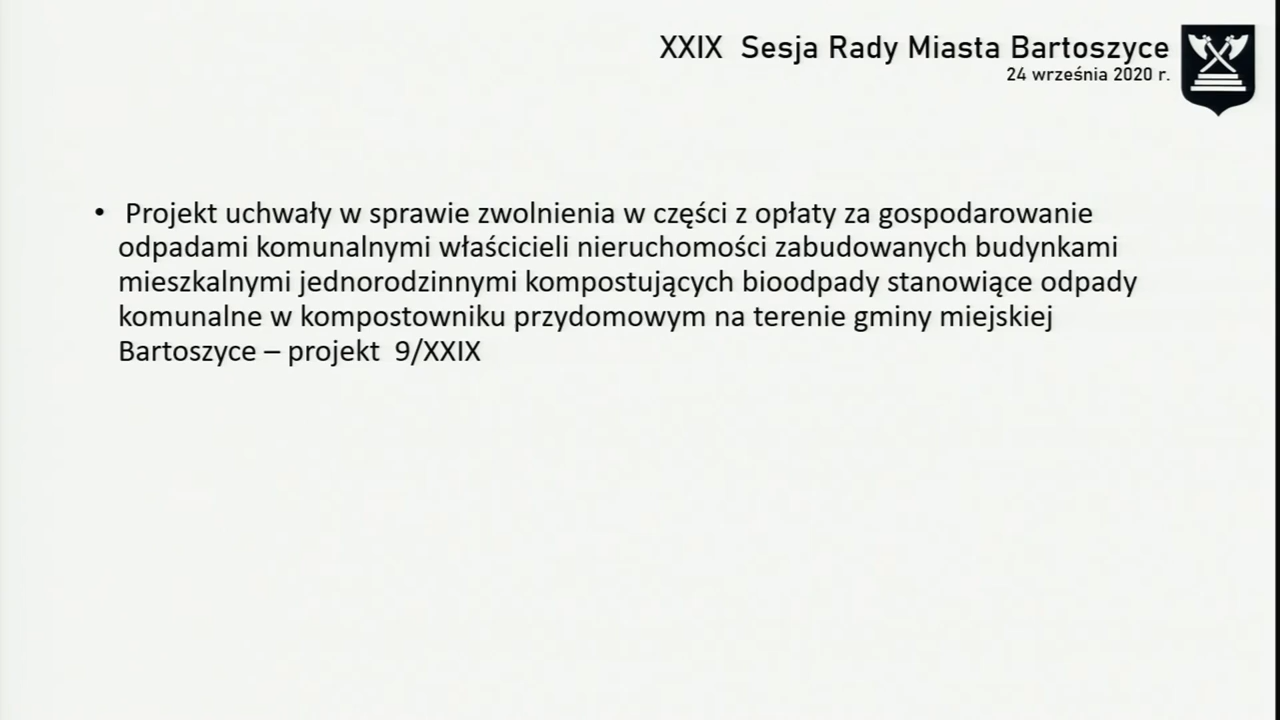 XXIX Sesja Rady Miasta Bartoszyce
24 września 2020 r.
• Projekt uchwały w sprawie zwolnienia w części z opłaty za gospodarowanie
odpadami komunalnymi właścicieli nieruchomości zabudowanych budynkami
mieszkalnymi jednorodzinnymi kompostujących bioodpady stanowiące odpady
komunalne w kompostowniku przydomowym na terenie gminy miejskiej
Bartoszyce – projekt 9/XXIX